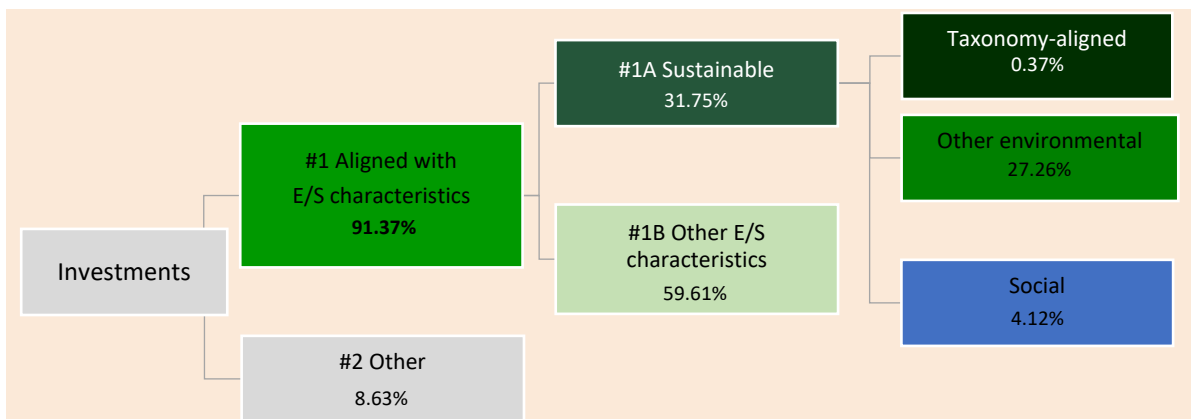 Investments
#1 Aligned with
E/S characteristics
91.37%
#2 Other
8.63%
#1A Sustainable
31.75%
#1B Other E/S
characteristics
59.61%
Taxonomy-aligned
0.37%
Other environmental
27.26%
Social
4.12%